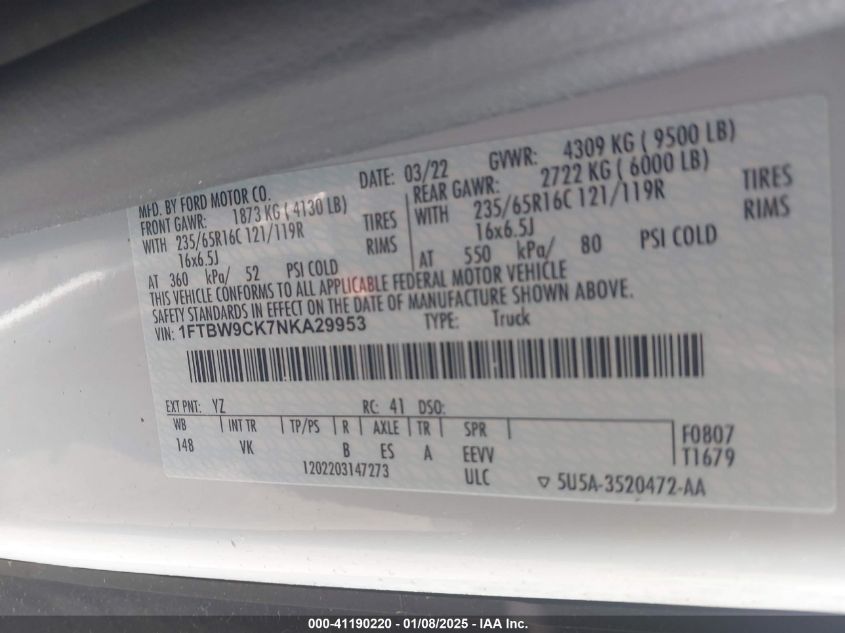 MFD. BY FORD MOTOR CO. DATE: 03/22 GVWR: 4309 KG ( 9500 LB)
FRONT GAWR: 1873 KG ( 4130 LB) REAR GAWR: 2722 KG ( 6000 LB)
WITH 235/65R16C 121/119R TIRES WITH 235/65R16C 121/119R TIRES
16x6.5J RIMS 16x6.5J RIMS
AT 360 kPa/ 52 PSI COLD AT 550 kPa/ 80 PSI COLD
THIS VEHICLE CONFORMS TO ALL APPLICABLE FEDERAL MOTOR VEHICLE
SAFETY STANDARDS IN EFFECT ON THE DATE OF MANUFACTURE SHOWN ABOVE.
VIN: 1FTBW9CK7NKA29953 TYPE: Truck
EXT PNT: YZ RC: 41 DSO:
WB INT TR TP/PS R AXLE TR SPR F0807
148 VK B ES A EEVV T1679
1202203147273 ULC 5U5A-3520472-AA
000-41190220 - 01/08/2025 - IAA Inc.